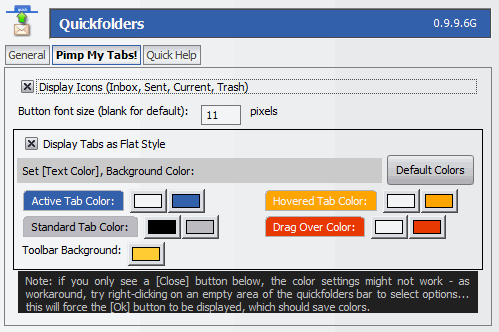 Quickfolders 0.9.9.6G
General Pimp My Tabs! Quick Help
Display Icons (Inbox, Sent, Current, Trash)
Button font size (blank for default): 11 pixels
Display Tabs as Flat Style
Set [Text Color], Background Color: Default Colors
Active Tab Color: Hovered Tab Color:
Standard Tab Color: Drag Over Color:
Toolbar Background:
Note: if you only see a [Close] button below, the color settings might not work - as
workaround, try right-clicking on an empty area of the quickfolders bar to select options...
this will force the [Ok] button to be displayed, which should save colors.